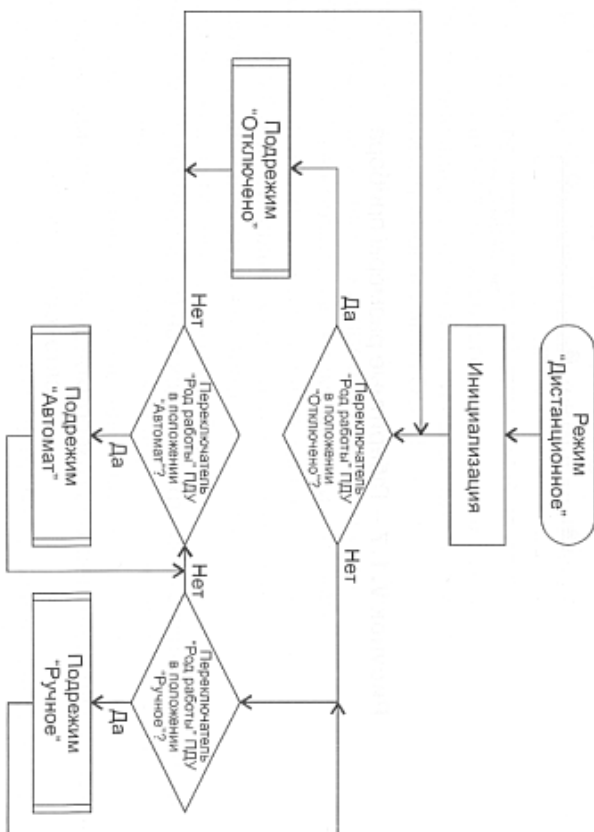 Режим
"Дистанционное"
Инициализация
Переключатель
"Род работы" ПДУ
в положении
"Отключено"?
Да
Нет
Подрежим
"Отключено"
Переключатель
"Род работы" ПДУ
в положении
"Ручное"?
Нет
Да
Подрежим
"Ручное"
Переключатель
"Род работы" ПДУ
в положении
"Автомат"?
Нет
Да
Подрежим
"Автомат"